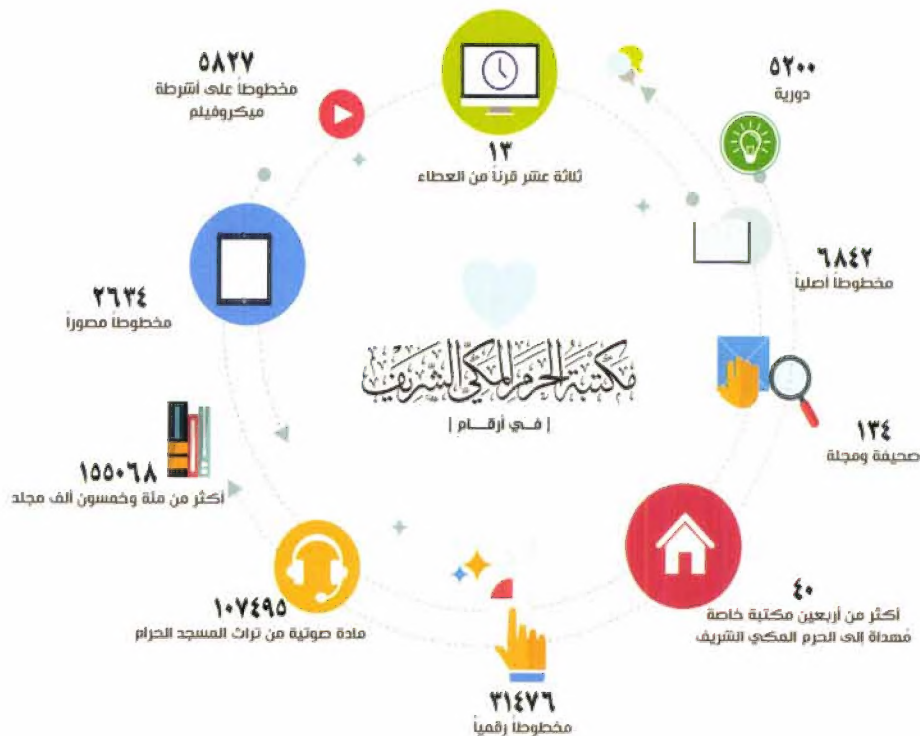 ٥٨٢٧
مخطوطاً على أشرطة
ميكروفيلم
١٣
ثلاثة عشر قرناً من العطاء
٥٢٠٠
دورية
٦٨٤٢
مخطوطاً أصلياً
٢٦٣٤
مخطوطاً مصوراً
مكتبة الحرم المكي الشريف
| في أرقام |
١٣٤
صحيفة ومجلة
١٥٥٠٦٨
أكثر من مئة وخمسون ألف مجلد
٤٠
أكثر من أربعين مكتبة خاصة
مُهداة إلى الحرم المكي الشريف
١٠٧٤٩٥
مادة صوتية من تراث المسجد الحرام
٣١٤٧٦
مخطوطاً رقمياً